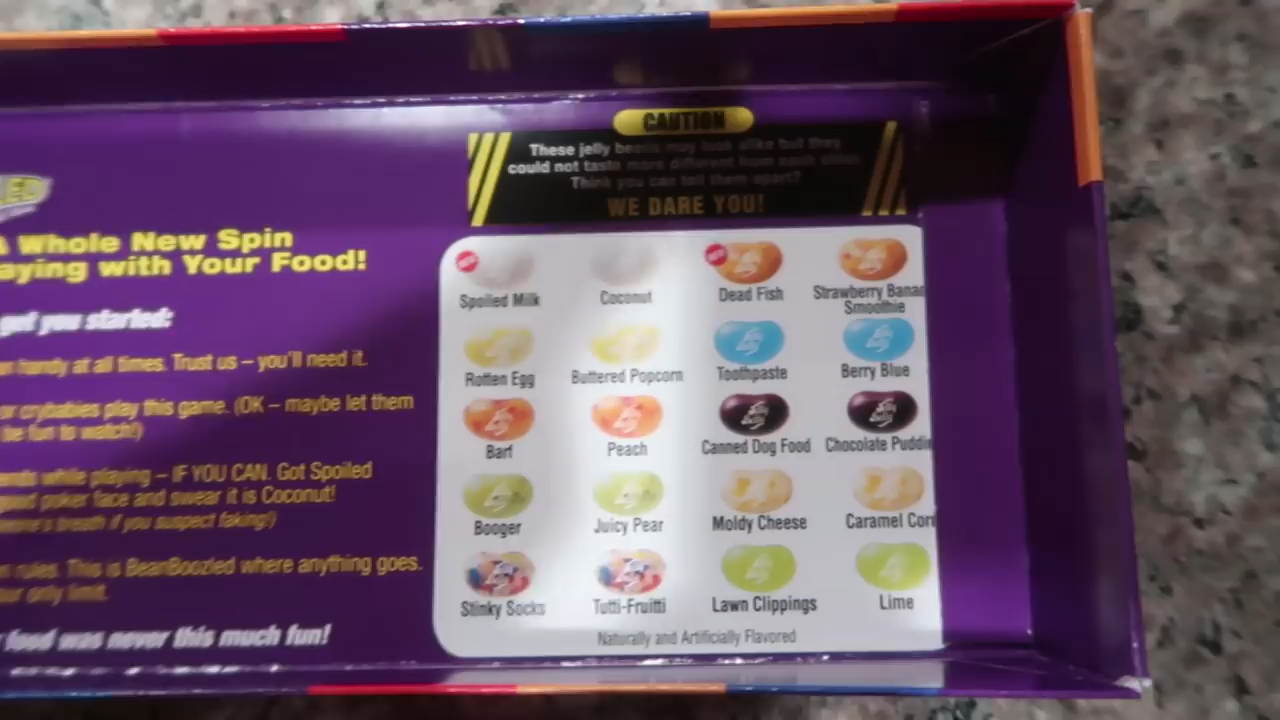 CAUTION
These jelly beans may look alike but they
could not taste more different from each other.
Think you can tell them apart?
WE DARE YOU!
Whole New Spin
aying with Your Food!
get you started:
handy at all times. Trust us – you'll need it.
or crybabies play this game. (OK – maybe let them
be fun to watch!)
while playing – IF YOU CAN. Got Spoiled
poker face and swear it is Coconut!
breath if you suspect faking!)
rules. This is BeanBoozled where anything goes.
only limit.
food was never this much fun!
Spoiled Milk
Coconut
Dead Fish
Strawberry Banan
Smoothie
Rotten Egg
Buttered Popcorn
Toothpaste
Berry Blue
Barf
Peach
Canned Dog Food
Chocolate Puddin
Booger
Juicy Pear
Moldy Cheese
Caramel Corn
Stinky Socks
Tutti-Fruitti
Lawn Clippings
Lime
Naturally and Artificially Flavored